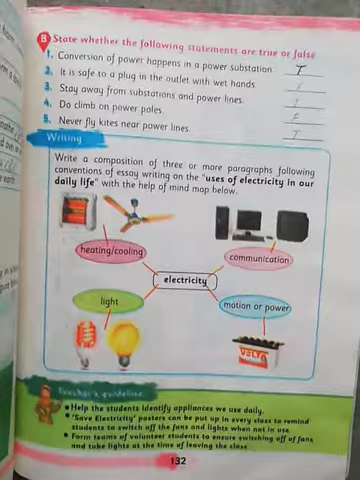 B State whether the following statements are true or false
1. Conversion of power happens in a power substation. T
2. It is safe to a plug in the outlet with wet hands.
3. Stay away from substations and power lines.
4. Do climb on power poles. F
5. Never fly kites near power lines. T
Writing
Write a composition of three or more paragraphs following
conventions of essay writing on the "uses of electricity in our
daily life" with the help of mind map below.
heating/cooling
communication
electricity
light
motion or power
VOLTA
Teacher's guideline
Help the students identify appliances we use daily.
'Save Electricity' posters can be put up in every class to remind
students to switch off the fans and lights when not in use.
Form teams of volunteer students to ensure switching off of fans
and tube lights at the time of leaving the class.
132